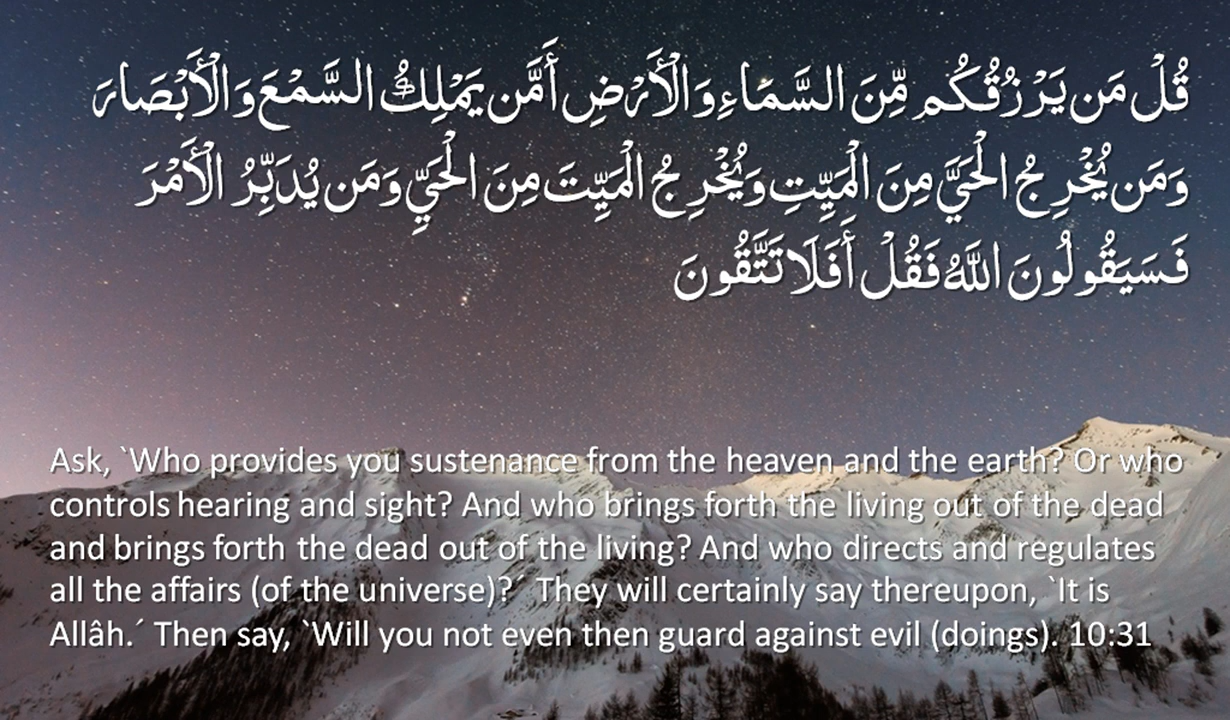 قُلْ مَن يَرْزُقُكُم مِّنَ السَّمَاءِ وَالْأَرْضِ أَمَّن يَمْلِكُ السَّمْعَ وَالْأَبْصَارَ
وَمَن يُخْرِجُ الْحَيَّ مِنَ الْمَيِّتِ وَيُخْرِجُ الْمَيِّتَ مِنَ الْحَيِّ وَمَن يُدَبِّرُ الْأَمْرَ
فَسَيَقُولُونَ اللَّهُ فَقُلْ أَفَلَا تَتَّقُونَ
Ask, `Who provides you sustenance from the heaven and the earth? Or who
controls hearing and sight? And who brings forth the living out of the dead
and brings forth the dead out of the living? And who directs and regulates
all the affairs (of the universe)?´ They will certainly say thereupon, `It is
Allâh.´ Then say, `Will you not even then guard against evil (doings). 10:31